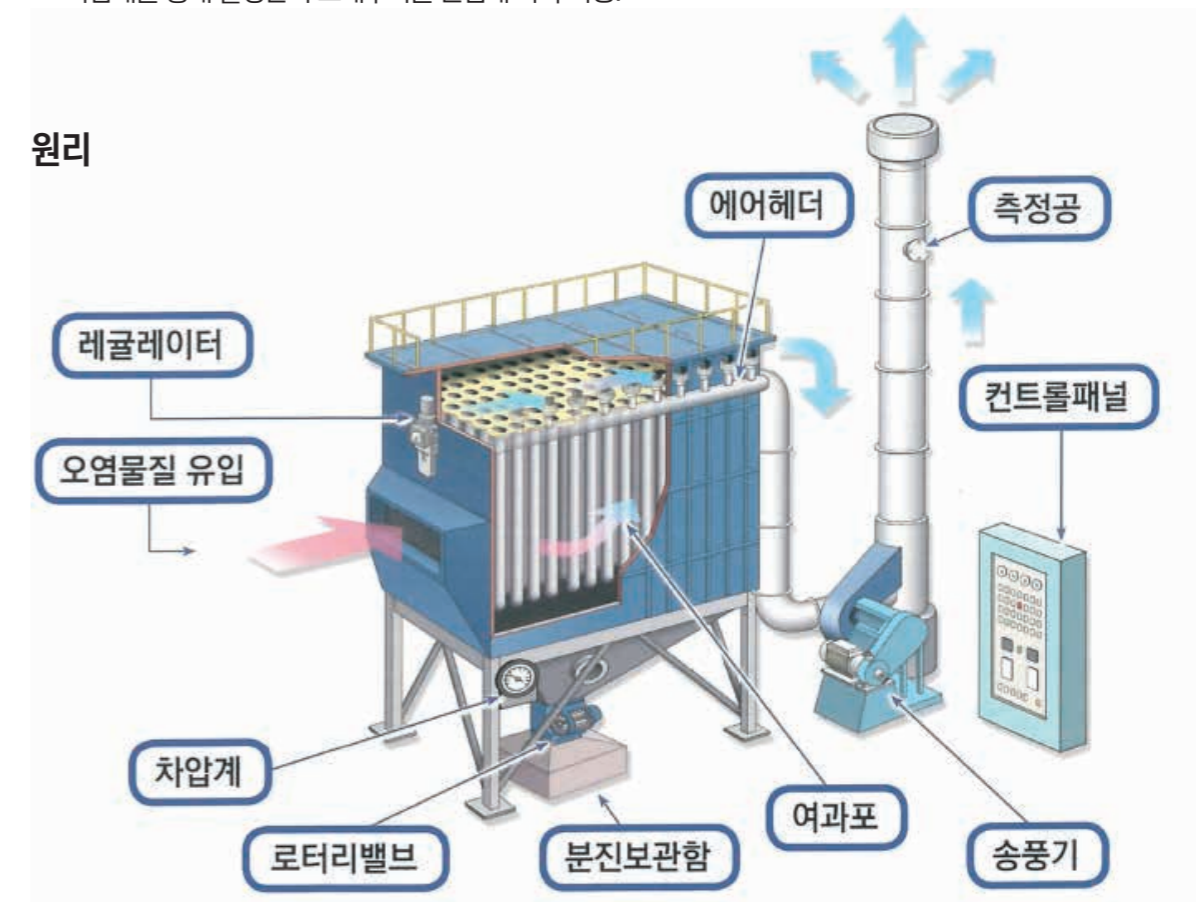 원리
에어헤더
측정공
레귤레이터
컨트롤패널
오염물질 유입
차압계
여과포
로터리밸브
분진보관함
송풍기